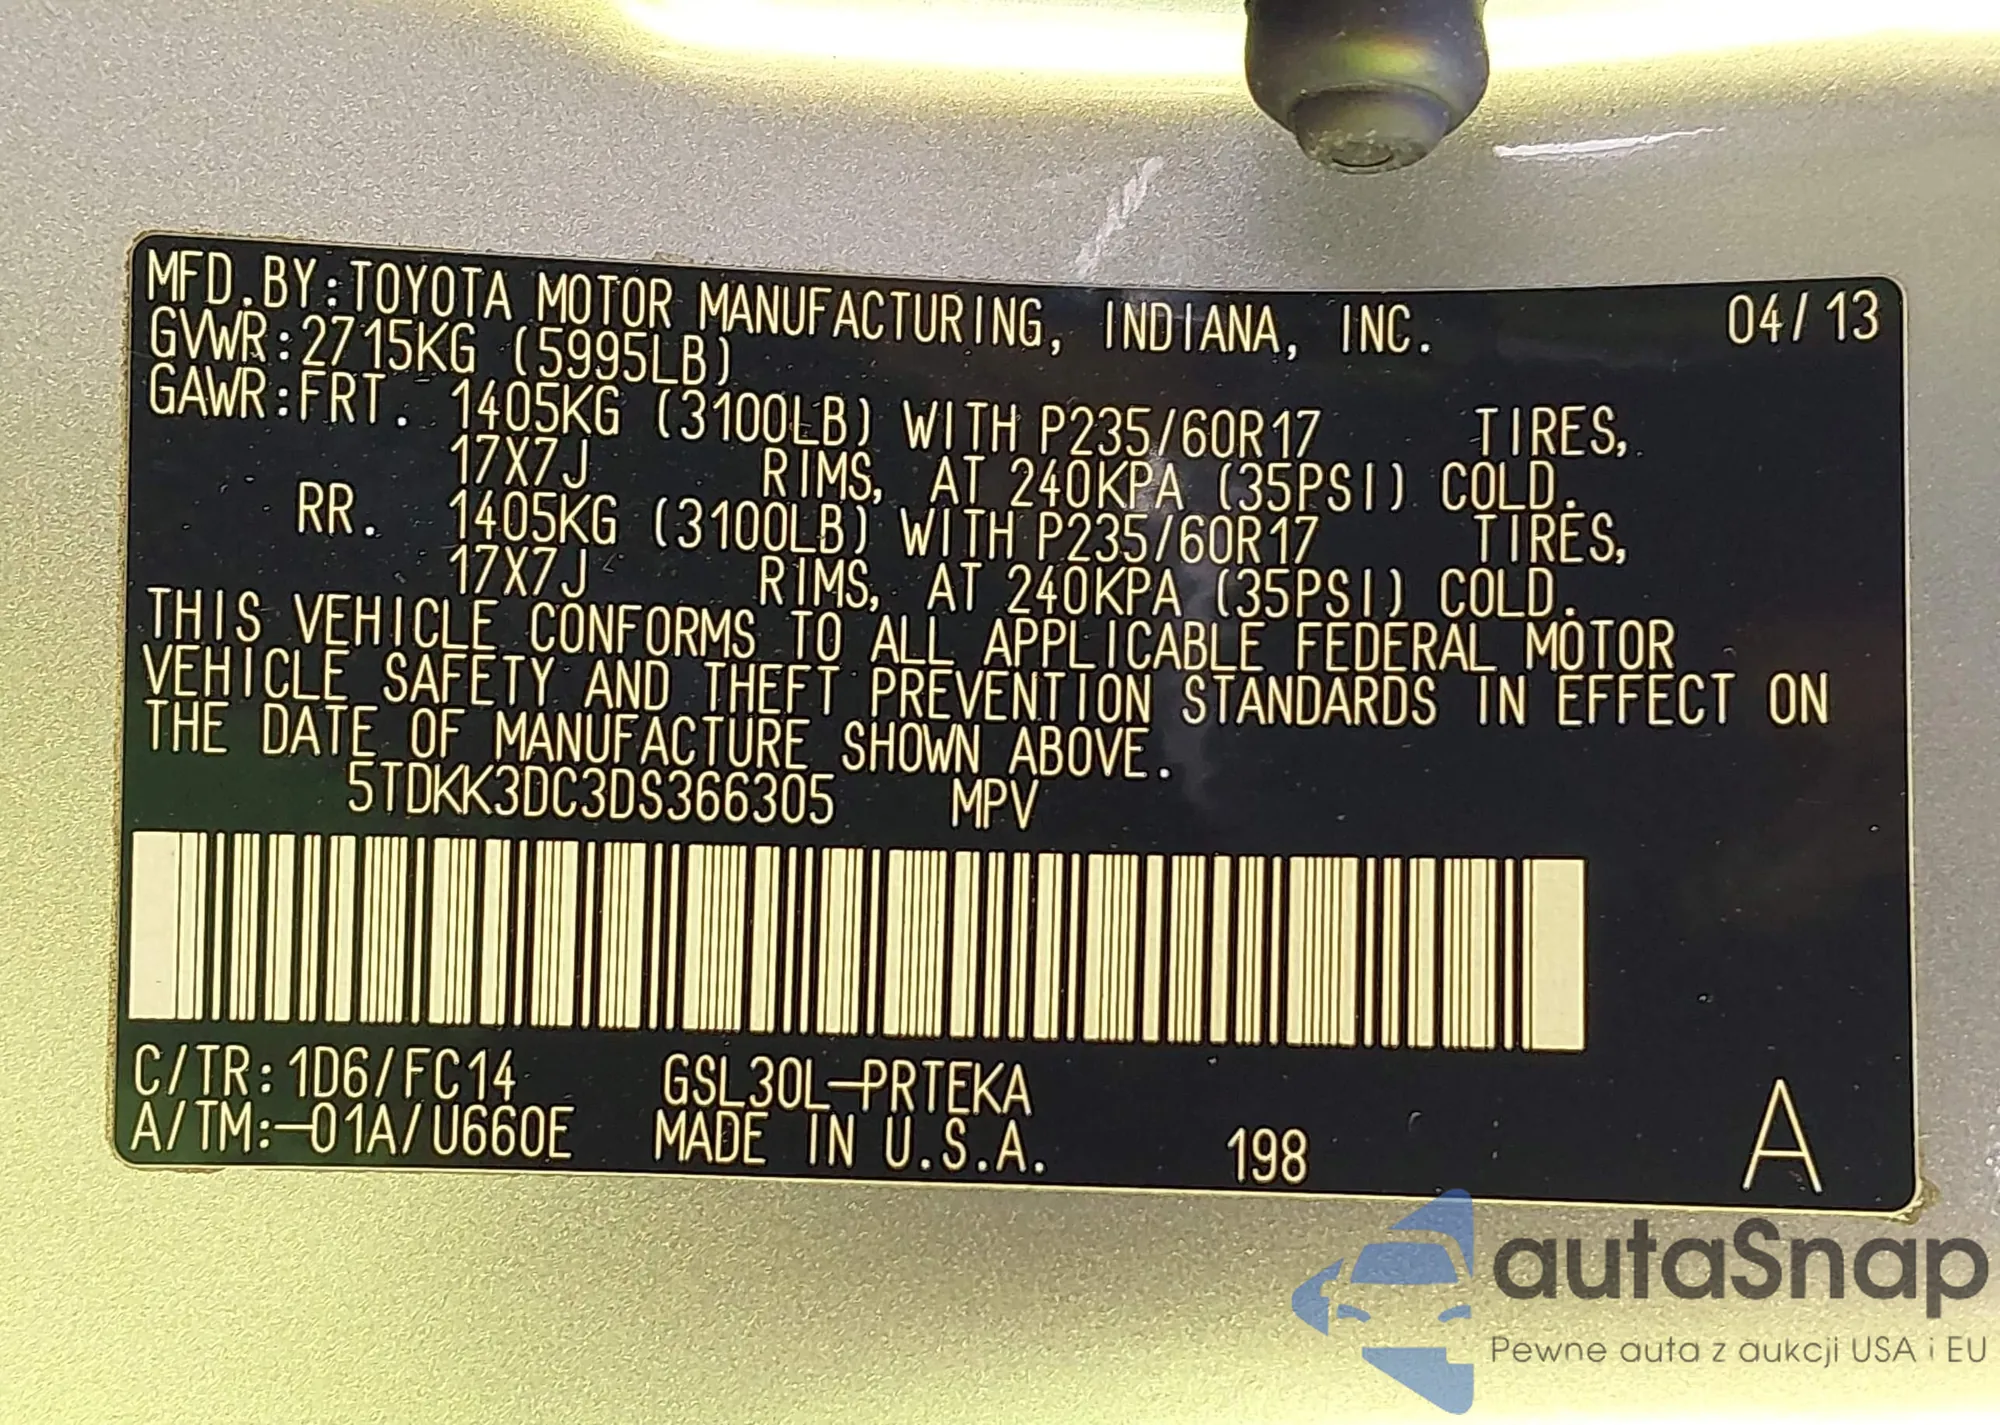 MFD.BY:TOYOTA MOTOR MANUFACTURING, INDIANA, INC. 04/13
GVWR:2715KG (5995LB)
GAWR:FRT. 1405KG (3100LB) WITH P235/60R17 TIRES,
17X7J RIMS, AT 240KPA (35PSI) COLD.
RR. 1405KG (3100LB) WITH P235/60R17 TIRES,
17X7J RIMS, AT 240KPA (35PSI) COLD.
THIS VEHICLE CONFORMS TO ALL APPLICABLE FEDERAL MOTOR
VEHICLE SAFETY AND THEFT PREVENTION STANDARDS IN EFFECT ON
THE DATE OF MANUFACTURE SHOWN ABOVE.
5TDKK3DC3DS366305 MPV
C/TR:1D6/FC14 GSL30L-PRTEKA
A/TM:-01A/U660E MADE IN U.S.A. 198 A
autaSnap
Pewne auta z aukcji USA i EU